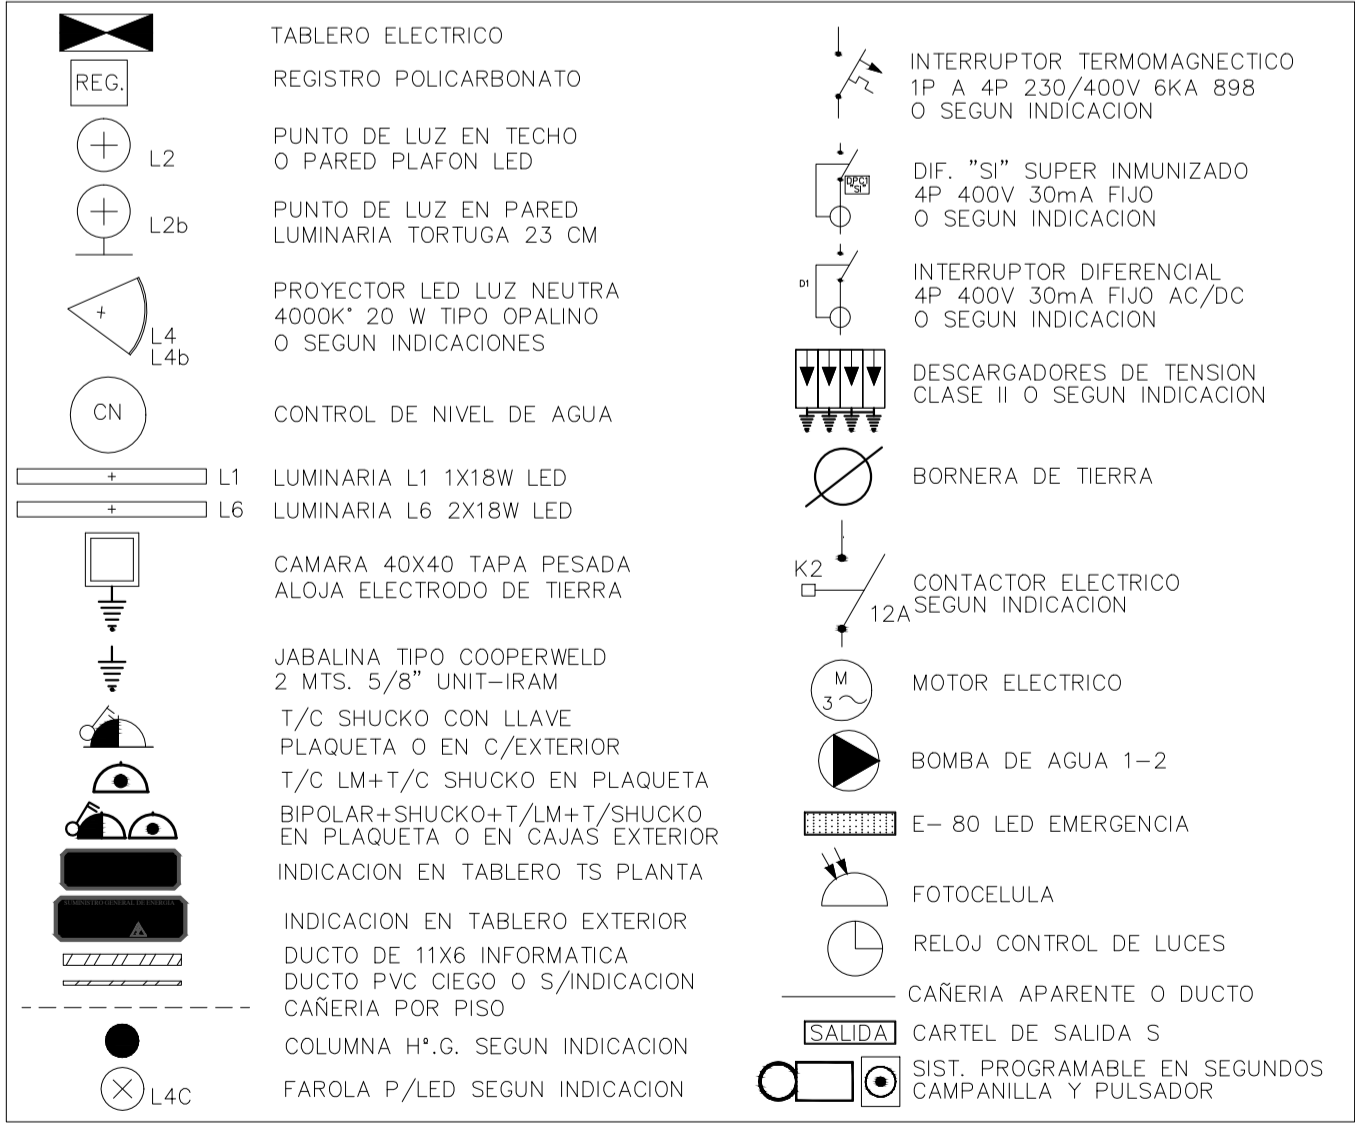 TABLERO ELECTRICO
REG.
REGISTRO POLICARBONATO
L2
PUNTO DE LUZ EN TECHO
O PARED PLAFON LED
L2b
PUNTO DE LUZ EN PARED
LUMINARIA TORTUGA 23 CM
L4
L4b
PROYECTOR LED LUZ NEUTRA
4000K° 20 W TIPO OPALINO
O SEGUN INDICACIONES
CN
CONTROL DE NIVEL DE AGUA
L1
LUMINARIA L1 1X18W LED
L6
LUMINARIA L6 2X18W LED
CAMARA 40X40 TAPA PESADA
ALOJA ELECTRODO DE TIERRA
JABALINA TIPO COOPERWELD
2 MTS. 5/8” UNIT-IRAM
T/C SHUCKO CON LLAVE
PLAQUETA O EN C/EXTERIOR
T/C LM+T/C SHUCKO EN PLAQUETA
BIPOLAR+SHUCKO+T/LM+T/SHUCKO
EN PLAQUETA O EN CAJAS EXTERIOR
INDICACION EN TABLERO TS PLANTA
SUMINISTRO GENERAL DE ENERGIA
INDICACION EN TABLERO EXTERIOR
DUCTO DE 11X6 INFORMATICA
DUCTO PVC CIEGO O S/INDICACION
CAÑERIA POR PISO
COLUMNA Hº.G. SEGUN INDICACION
L4C
FAROLA P/LED SEGUN INDICACION
INTERRUPTOR TERMOMAGNECTICO
1P A 4P 230/400V 6KA 898
O SEGUN INDICACION
DPC1
"SI"
DIF. ”SI” SUPER INMUNIZADO
4P 400V 30mA FIJO
O SEGUN INDICACION
D1
INTERRUPTOR DIFERENCIAL
4P 400V 30mA FIJO AC/DC
O SEGUN INDICACION
DESCARGADORES DE TENSION
CLASE II O SEGUN INDICACION
BORNERA DE TIERRA
K2
12A
CONTACTOR ELECTRICO
SEGUN INDICACION
M
3~
MOTOR ELECTRICO
BOMBA DE AGUA 1-2
E- 80 LED EMERGENCIA
FOTOCELULA
RELOJ CONTROL DE LUCES
CAÑERIA APARENTE O DUCTO
SALIDA
CARTEL DE SALIDA S
SIST. PROGRAMABLE EN SEGUNDOS
CAMPANILLA Y PULSADOR